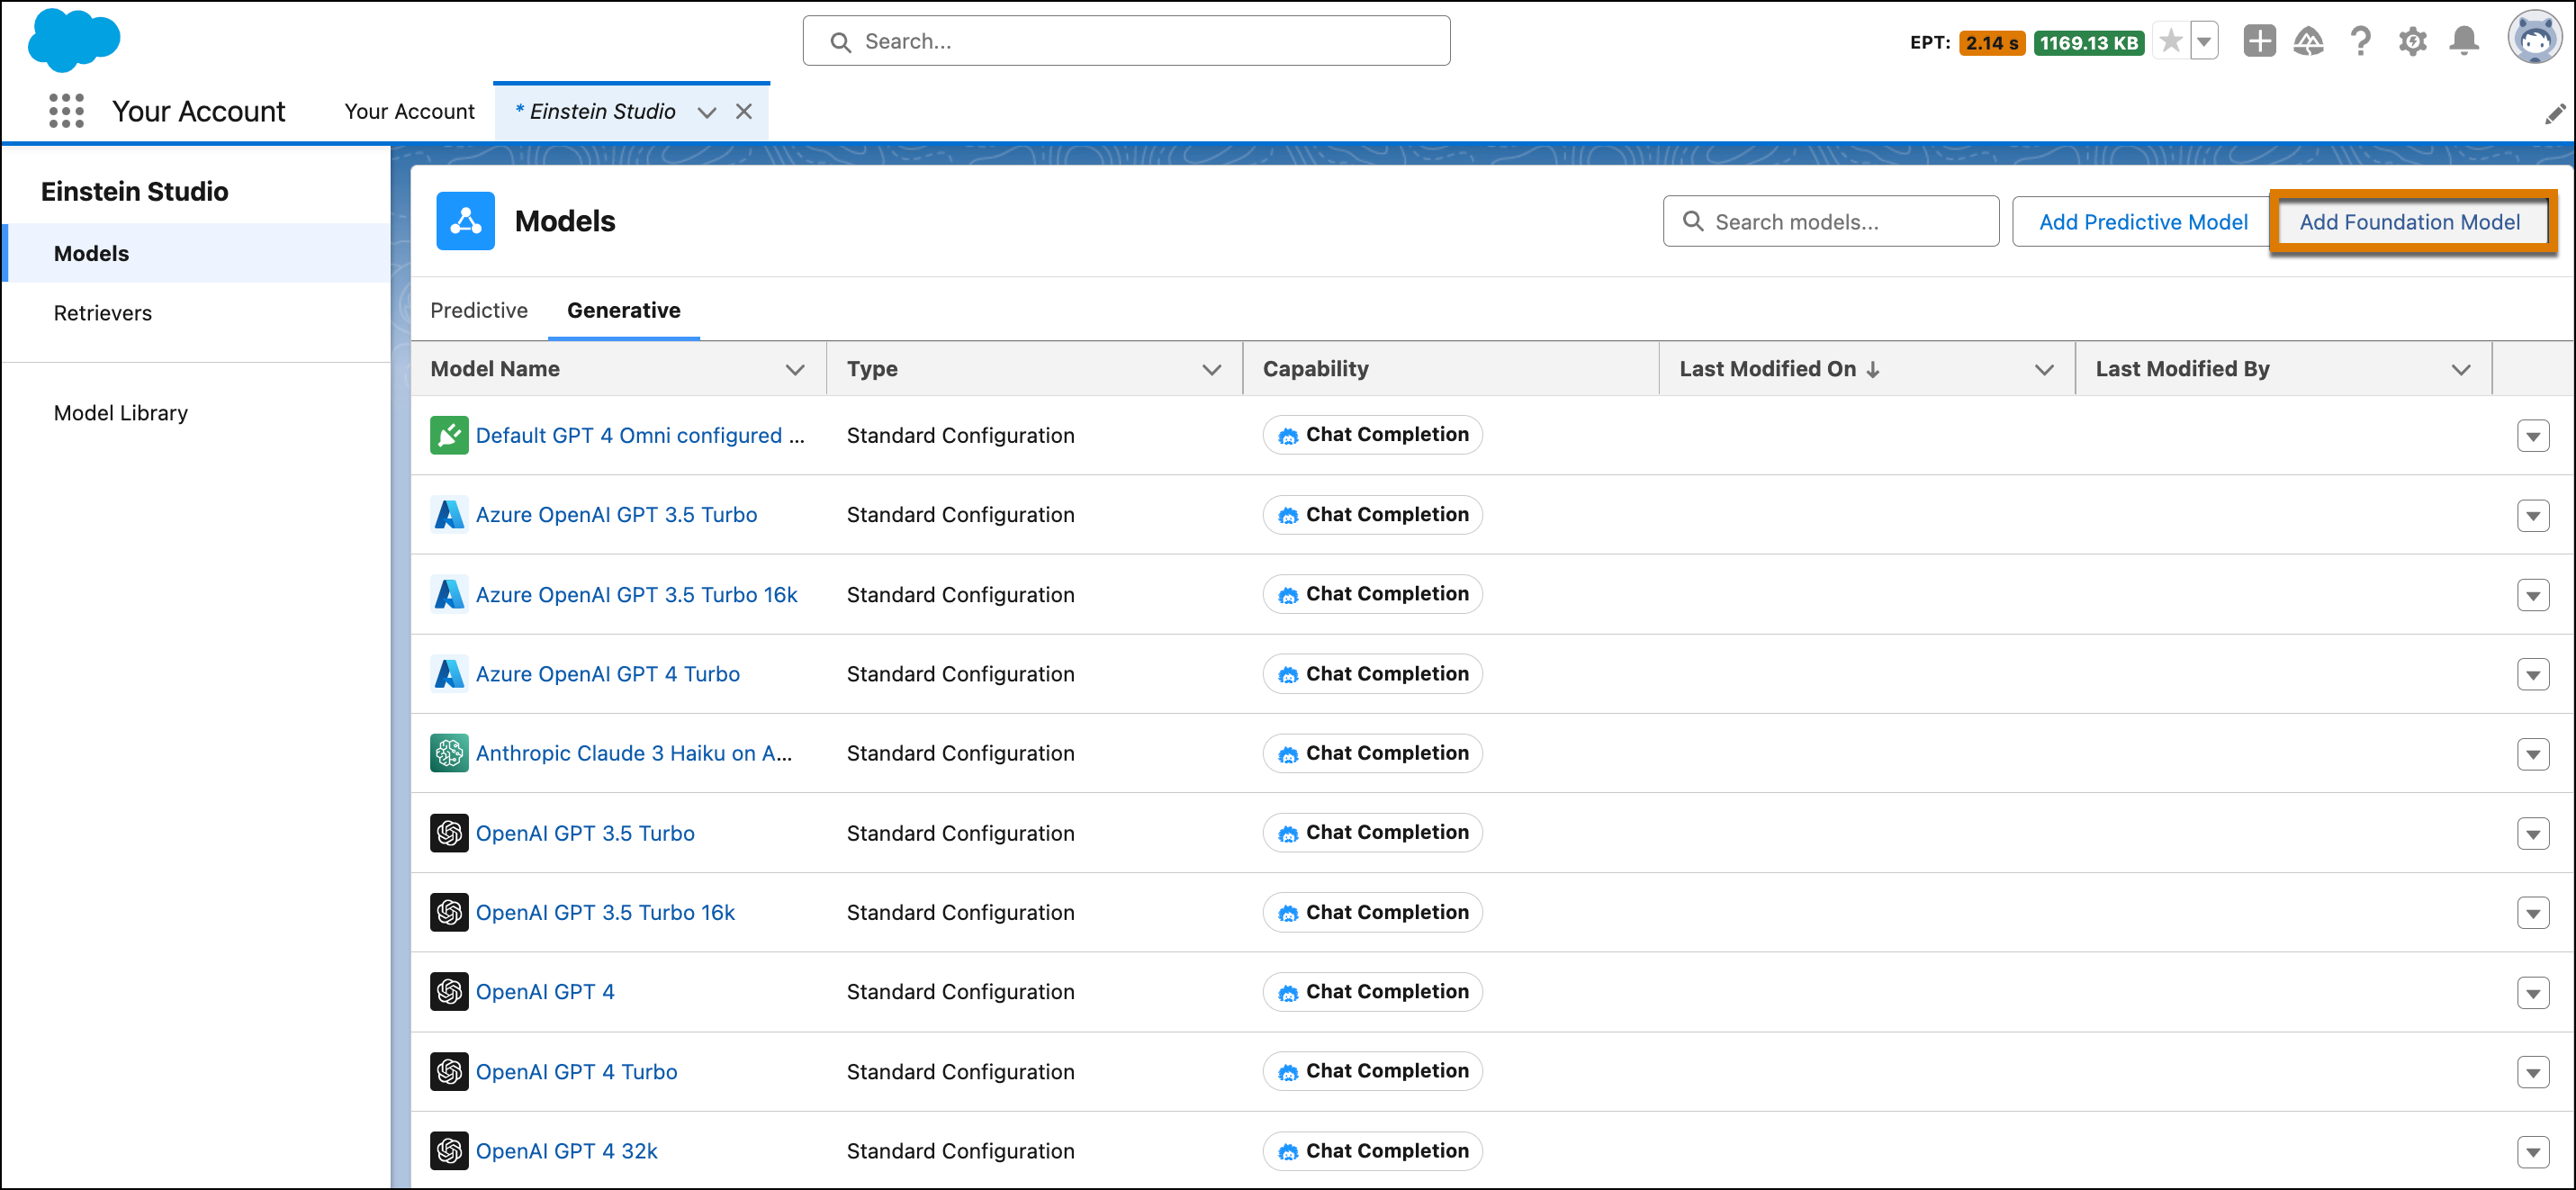 Search...
EPT: 2.14 s 1169.13 KB
Your Account
Your Account
* Einstein Studio
Einstein Studio
Models
Retrievers
Model Library
Models
Search models...
Add Predictive Model
Add Foundation Model
Predictive
Generative
Model Name Type Capability Last Modified On Last Modified By
Default GPT 4 Omni configured ... Standard Configuration Chat Completion
Azure OpenAI GPT 3.5 Turbo Standard Configuration Chat Completion
Azure OpenAI GPT 3.5 Turbo 16k Standard Configuration Chat Completion
Azure OpenAI GPT 4 Turbo Standard Configuration Chat Completion
Anthropic Claude 3 Haiku on A... Standard Configuration Chat Completion
OpenAI GPT 3.5 Turbo Standard Configuration Chat Completion
OpenAI GPT 3.5 Turbo 16k Standard Configuration Chat Completion
OpenAI GPT 4 Standard Configuration Chat Completion
OpenAI GPT 4 Turbo Standard Configuration Chat Completion
OpenAI GPT 4 32k Standard Configuration Chat Completion